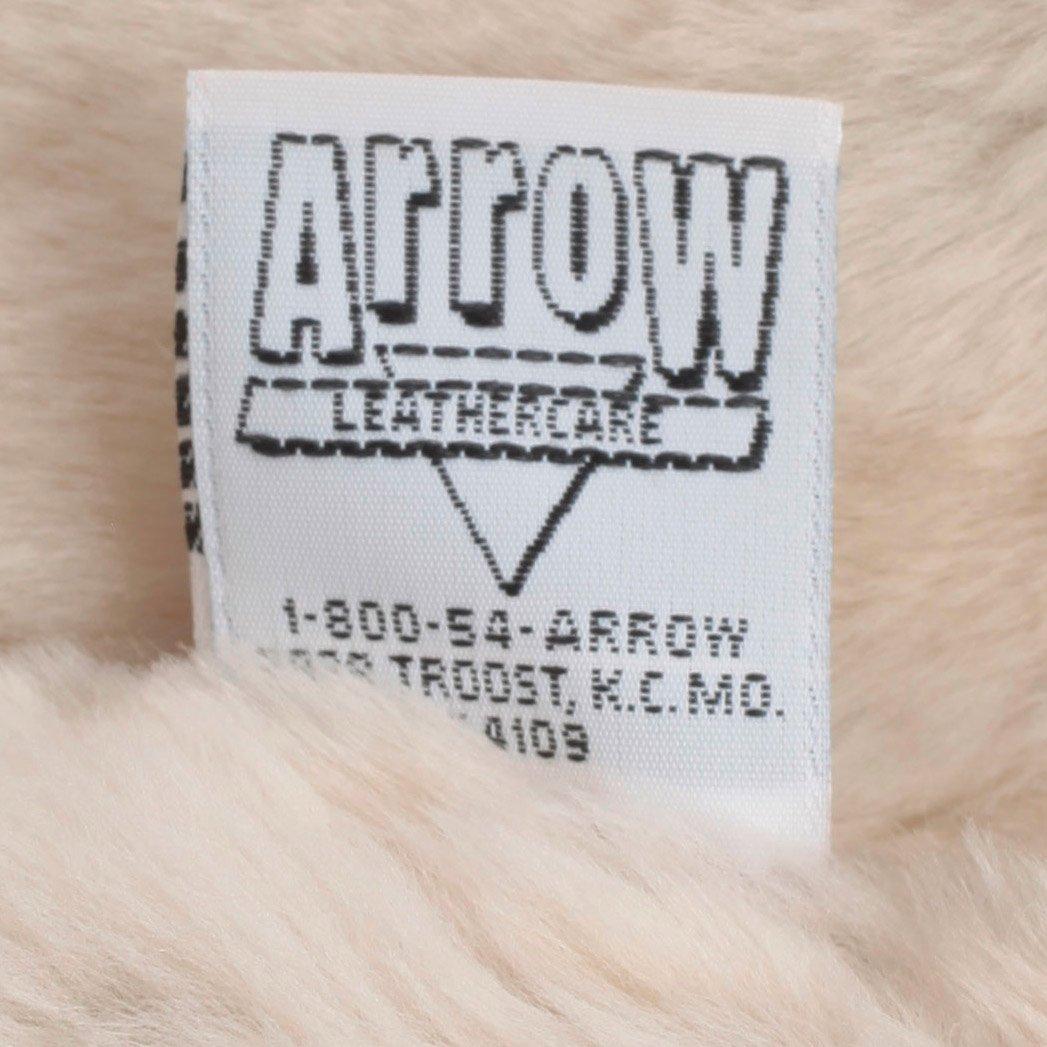 Arrow
LEATHERCARE
1-800-54-ARROW
TROOST, K.C. MO.